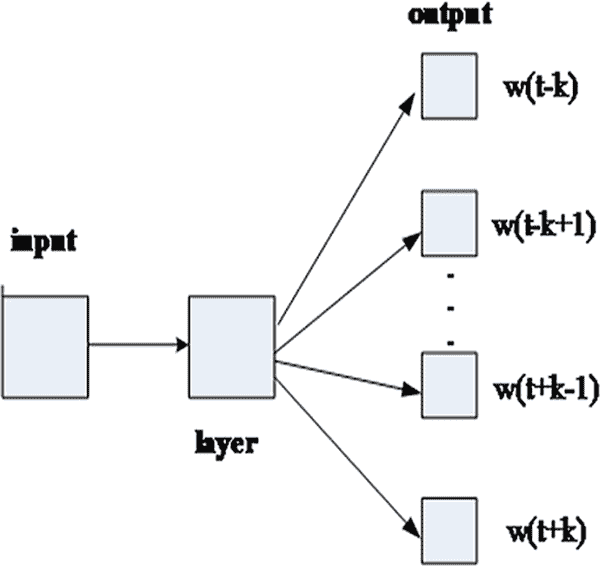 output
w(t-k)
w(t-k+1)
input
w(t+k-1)
layer
w(t+k)